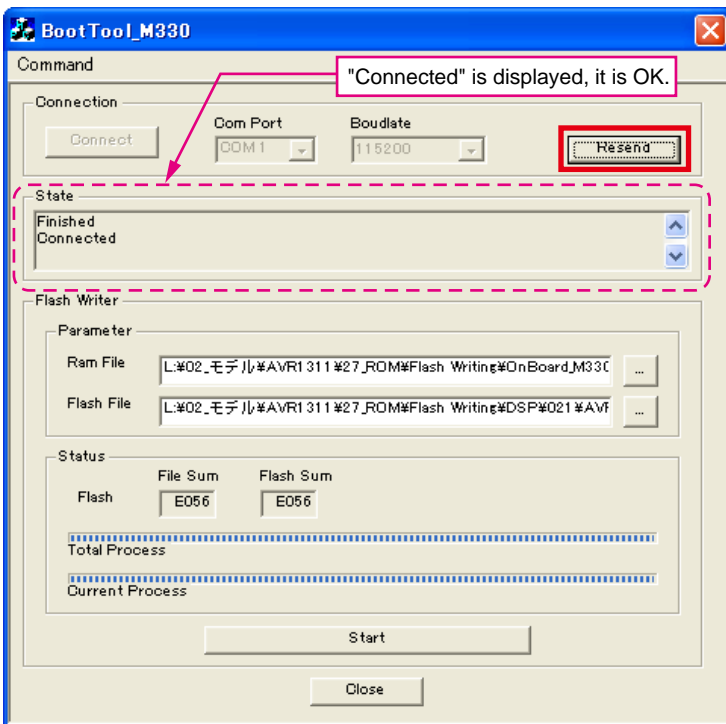 BootTool_M330
Command
"Connected" is displayed, it is OK.
Connection
Connect
Com Port
COM1
Boudlate
115200
Resend
State
Finished
Connected
Flash Writer
Parameter
Ram File
L:¥02_モデル¥AVR1311¥27_ROM¥Flash Writing¥OnBoard_M330
...
Flash File
L:¥02_モデル¥AVR1311¥27_ROM¥Flash Writing¥DSP¥021¥AVR
...
Status
File Sum
Flash Sum
Flash
E056
E056
Total Process
Current Process
Start
Close